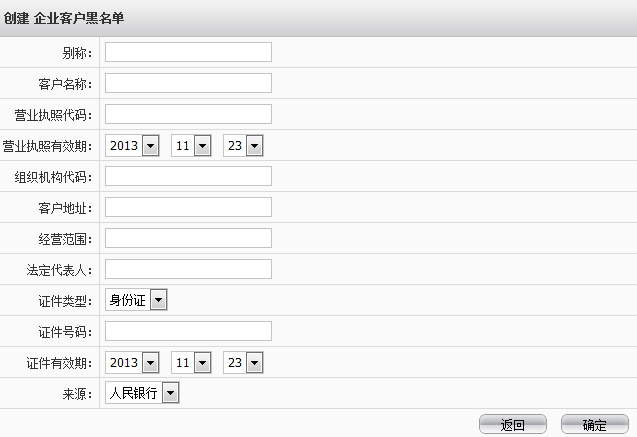 创建 企业客户黑名单
别称：
客户名称：
营业执照代码：
营业执照有效期： 2013 11 23
组织机构代码：
客户地址：
经营范围：
法定代表人：
证件类型： 身份证
证件号码：
证件有效期： 2013 11 23
来源： 人民银行
返回 确定